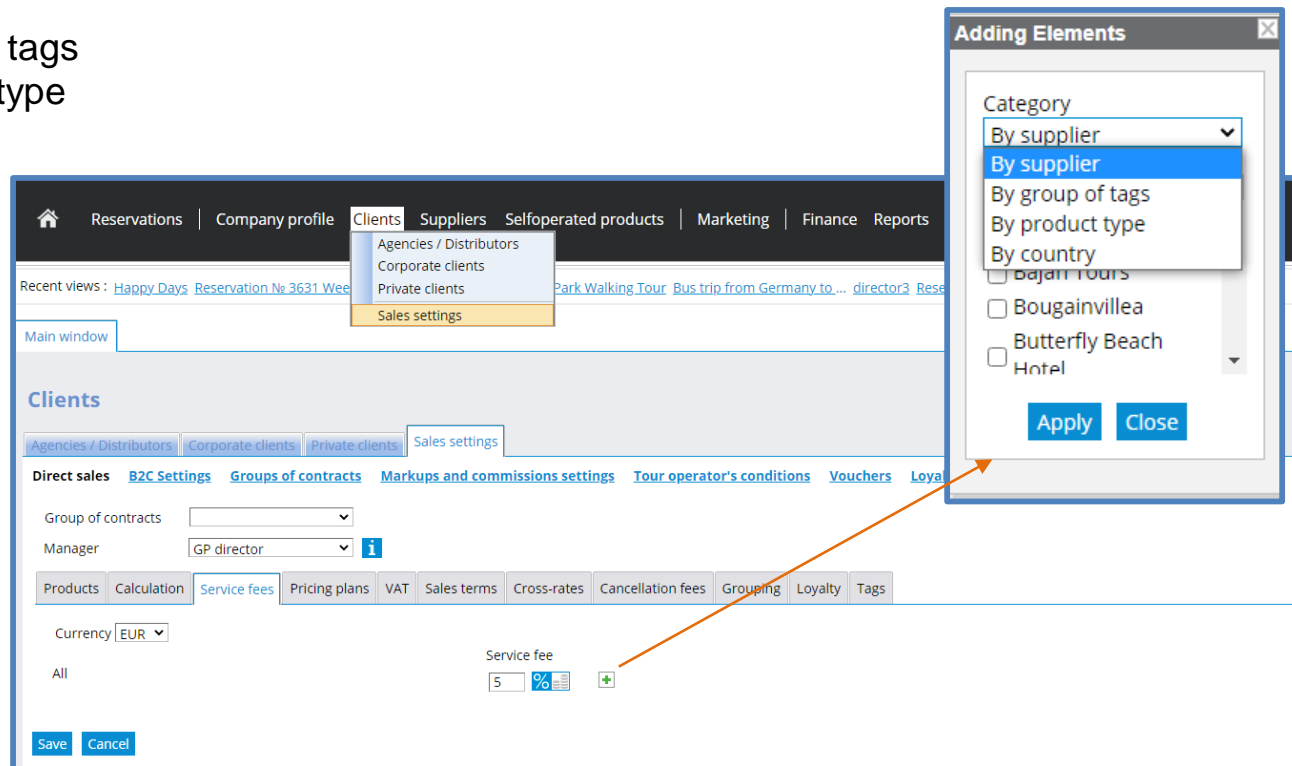 tags
type
Adding Elements
Category
By supplier
By supplier
By group of tags
By product type
By country
Bajan Tours
Bougainvillea
Butterfly Beach
Hotel
Apply Close
Reservations | Company profile Clients Suppliers Selfoperated products | Marketing | Finance Reports
Agencies / Distributors
Corporate clients
Private clients
Sales settings
Recent views : Happy Days Reservation № 3631 Wee Park Walking Tour Bus trip from Germany to ... director3 Rese
Main window
Clients
Agencies / Distributors Corporate clients Private clients Sales settings
Direct sales B2C Settings Groups of contracts Markups and commissions settings Tour operator's conditions Vouchers Loyal
Group of contracts
Manager GP director i
Products Calculation Service fees Pricing plans VAT Sales terms Cross-rates Cancellation fees Grouping Loyalty Tags
Currency EUR
Service fee
All
5 %
Save Cancel